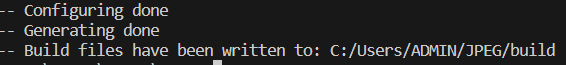 -- Configuring done
-- Generating done
-- Build files have been written to: C:/Users/ADMIN/JPEG/build